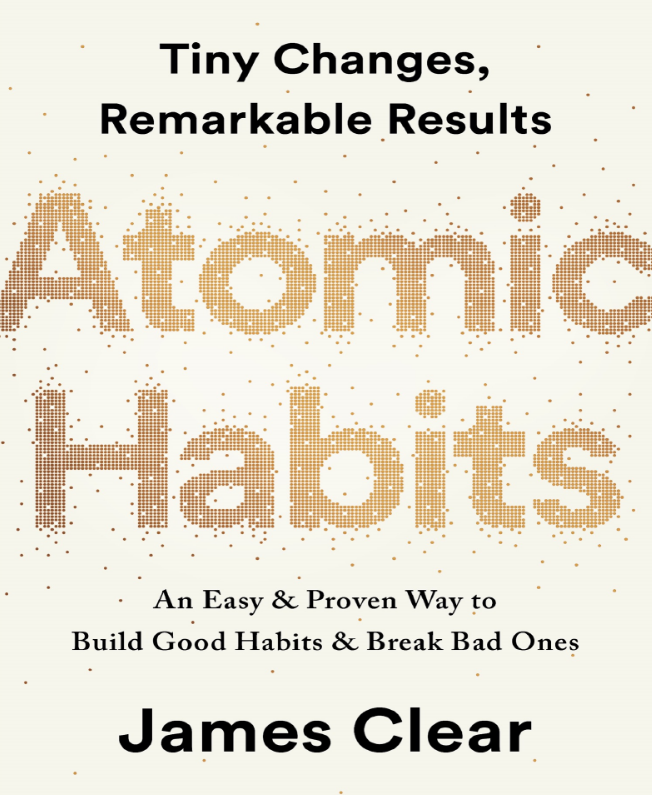 Tiny Changes,
Remarkable Results
Atomic
Habits
An Easy & Proven Way to
Build Good Habits & Break Bad Ones
James Clear